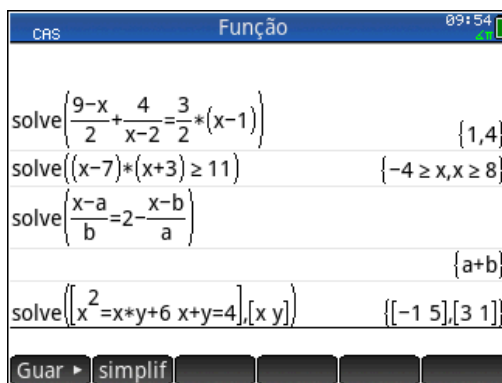 CAS Função 09:54
∡π
solve((9-x)/2+4/(x-2)=3/2*(x-1))
{1,4}
solve((x-7)*(x+3)≥11) {-4≥x,x≥8}
solve((x-a)/b=2-(x-b)/a)
{a+b}
solve([x^2=x*y+6 x+y=4],[x y]) {[-1 5],[3 1]}
Guar ▸ simplif